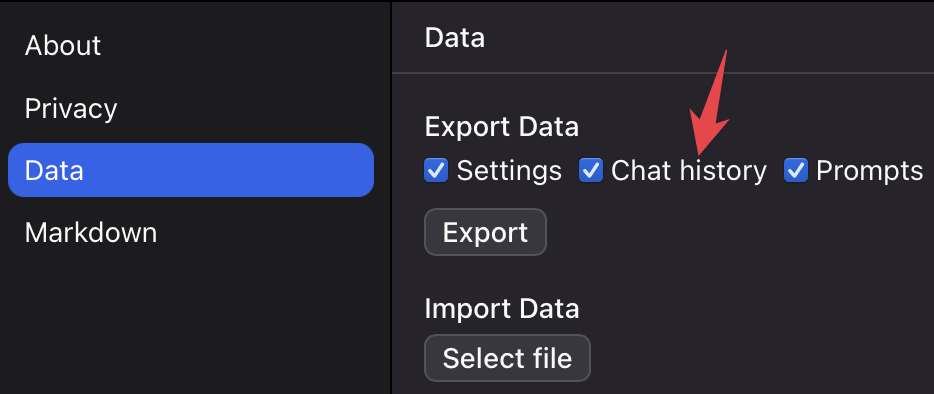 About
Privacy
Data
Markdown
Data
Export Data
Settings Chat history Prompts
Export
Import Data
Select file